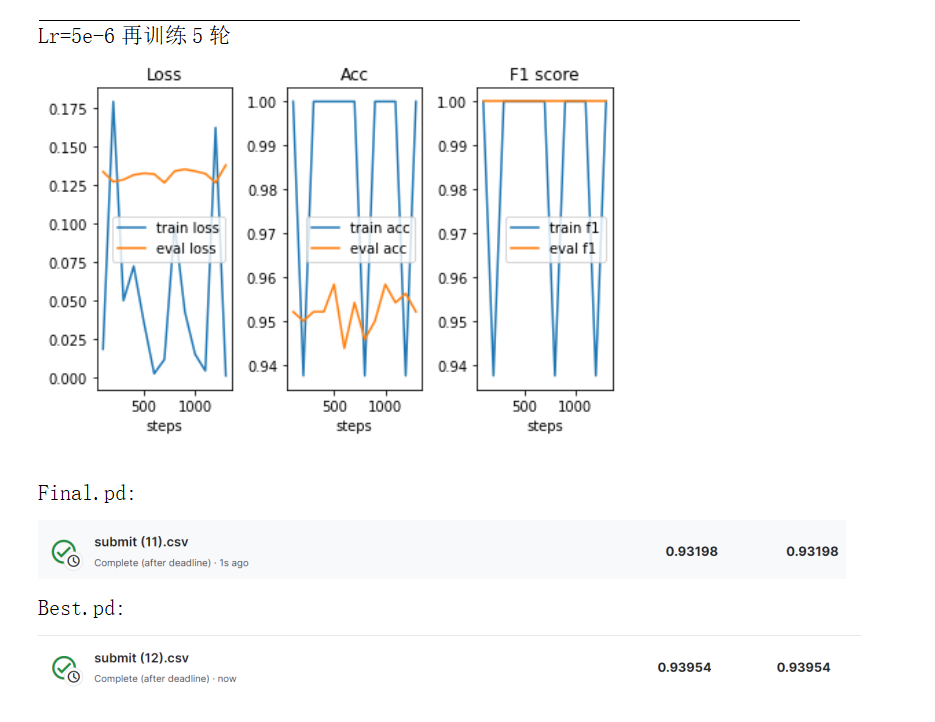 Lr=5e-6 再训练 5 轮
Loss Acc F1 score
0.175 1.00 1.00
0.150 0.99 0.99
0.125 0.98 0.98
0.100 0.97 0.97
0.075 0.96 0.96
0.050 0.95 0.95
0.025 0.94 0.94
0.000
train loss train acc train f1
eval loss eval acc eval f1
500 1000 500 1000 500 1000
steps steps steps
Final.pd:
submit (11).csv 0.93198 0.93198
Complete (after deadline) · 1s ago
Best.pd:
submit (12).csv 0.93954 0.93954
Complete (after deadline) · now